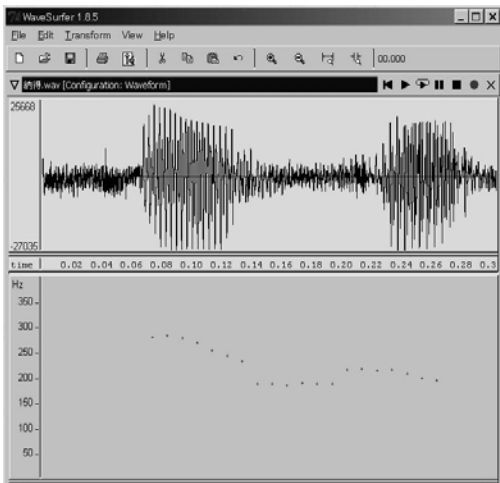 WaveSurfer 1.8.5
File Edit Transform View Help
00.000
納得.wav [Configuration: Waveform]
25668
-27035
time 0.02 0.04 0.06 0.08 0.10 0.12 0.14 0.16 0.18 0.20 0.22 0.24 0.26 0.28 0.3
Hz
350
300
250
200
150
100
50